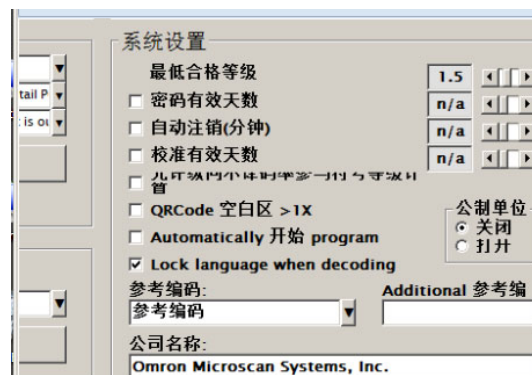 系统设置
最低合格等级 1.5
tail P
密码有效天数 n/a
is
自动注销(分钟) n/a
校准有效天数 n/a
QRCode 空白区 >1X
公制单位
关闭
Automatically 开始 program
打开
Lock language when decoding
参考编码: Additional 参考编
参考编码
公司名称:
Omron Microscan Systems, Inc.